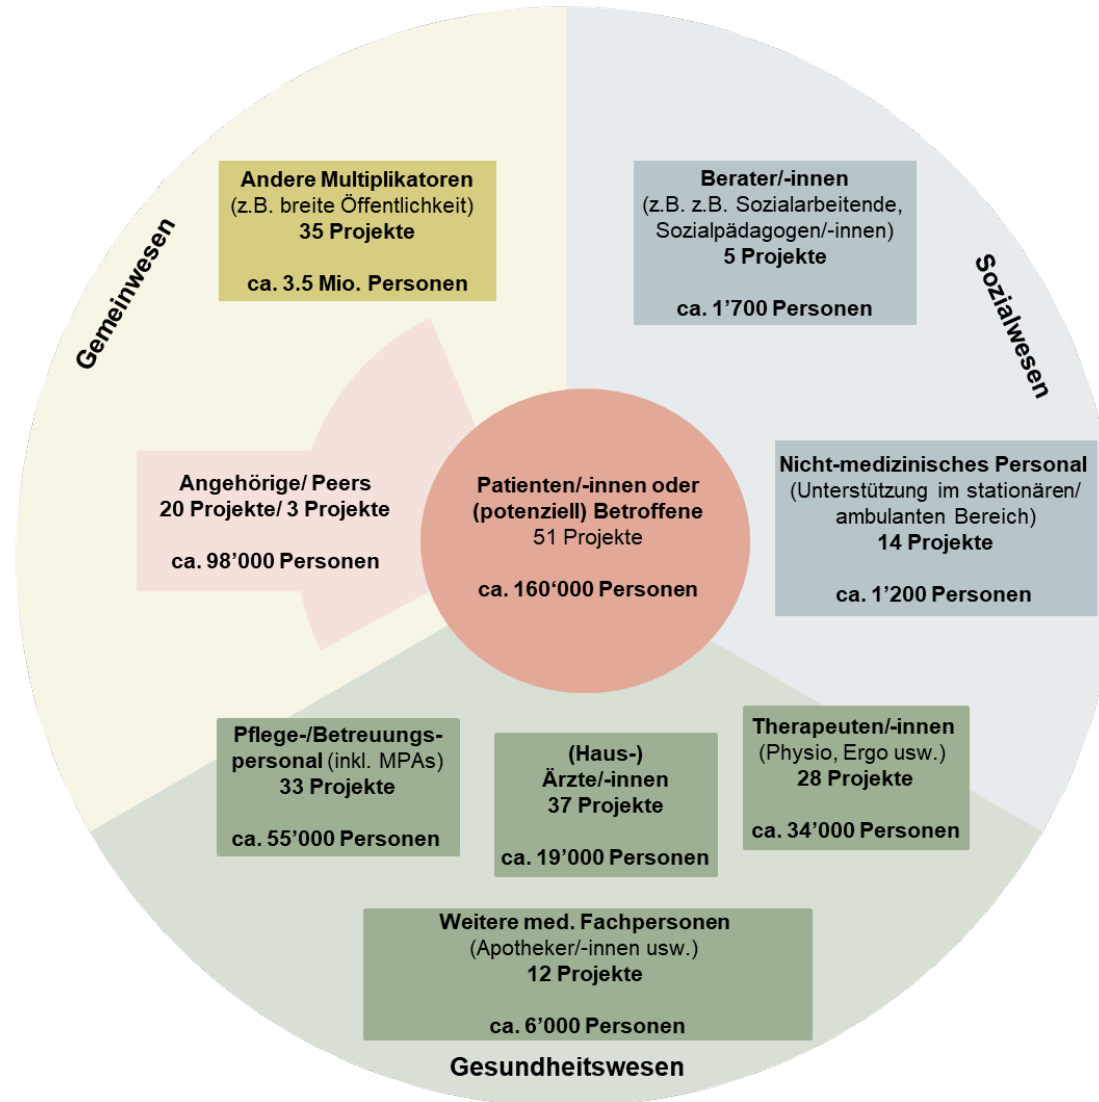 Gemeinwesen
Andere Multiplikatoren
(z.B. breite Öffentlichkeit)
35 Projekte
ca. 3.5 Mio. Personen
Berater/-innen
(z.B. z.B. Sozialarbeitende,
Sozialpädagogen/-innen)
5 Projekte
ca. 1’700 Personen
Sozialwesen
Angehörige/ Peers
20 Projekte/ 3 Projekte
ca. 98’000 Personen
Patienten/-innen oder
(potenziell) Betroffene
51 Projekte
ca. 160‘000 Personen
Nicht-medizinisches Personal
(Unterstützung im stationären/
ambulanten Bereich)
14 Projekte
ca. 1’200 Personen
Pflege-/Betreuungs-
personal (inkl. MPAs)
33 Projekte
ca. 55’000 Personen
(Haus-)
Ärzte/-innen
37 Projekte
ca. 19’000 Personen
Therapeuten/-innen
(Physio, Ergo usw.)
28 Projekte
ca. 34’000 Personen
Weitere med. Fachpersonen
(Apotheker/-innen usw.)
12 Projekte
ca. 6’000 Personen
Gesundheitswesen